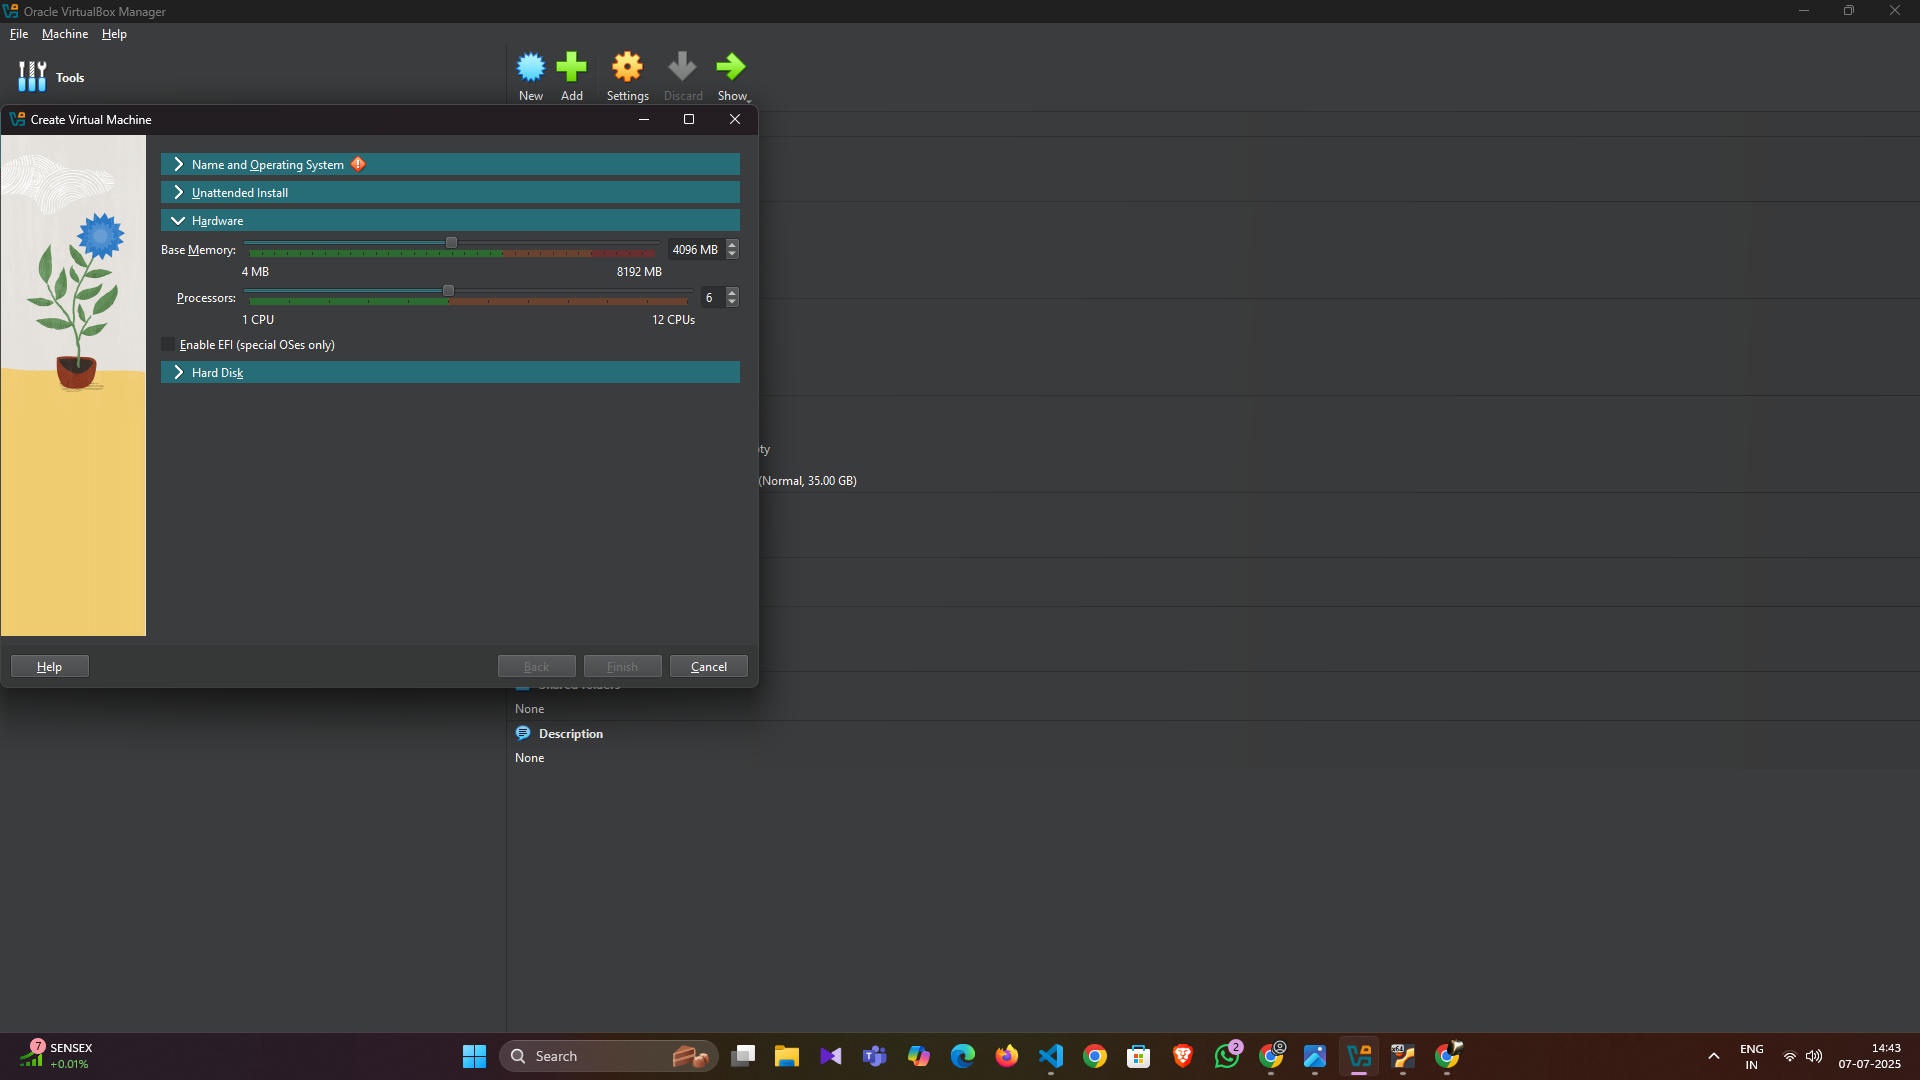 Oracle VirtualBox Manager
File Machine Help
Tools
New Add Settings Discard Show
Create Virtual Machine
Name and Operating System
Unattended Install
Hardware
Base Memory: 4096 MB
4 MB 8192 MB
Processors: 6
1 CPU 12 CPUs
Enable EFI (special OSes only)
Hard Disk
(Normal, 35.00 GB)
Help Back Finish Cancel
Shared folders
None
Description
None
7 SENSEX
+0.01%
Search
2
ENG
IN
14:43
07-07-2025